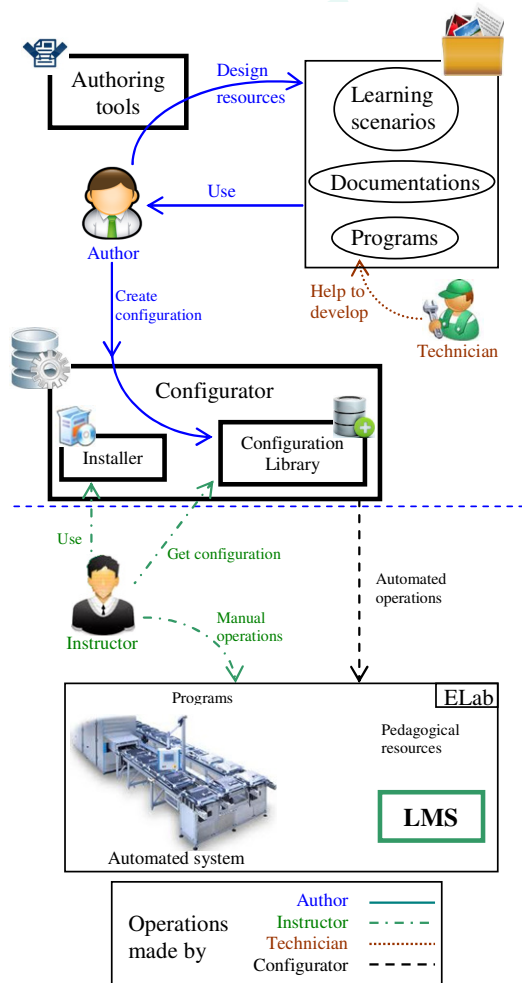 Authoring
tools
Design
resources
Learning
scenarios
Documentations
Use
Programs
Author
Help to
develop
Create
configuration
Technician
Configurator
Installer
Configuration
Library
Use
Get configuration
Automated
operations
Instructor
Manual
operations
Programs
ELab
Pedagogical
resources
LMS
Automated system
Operations
made by
Author
Instructor
Technician
Configurator